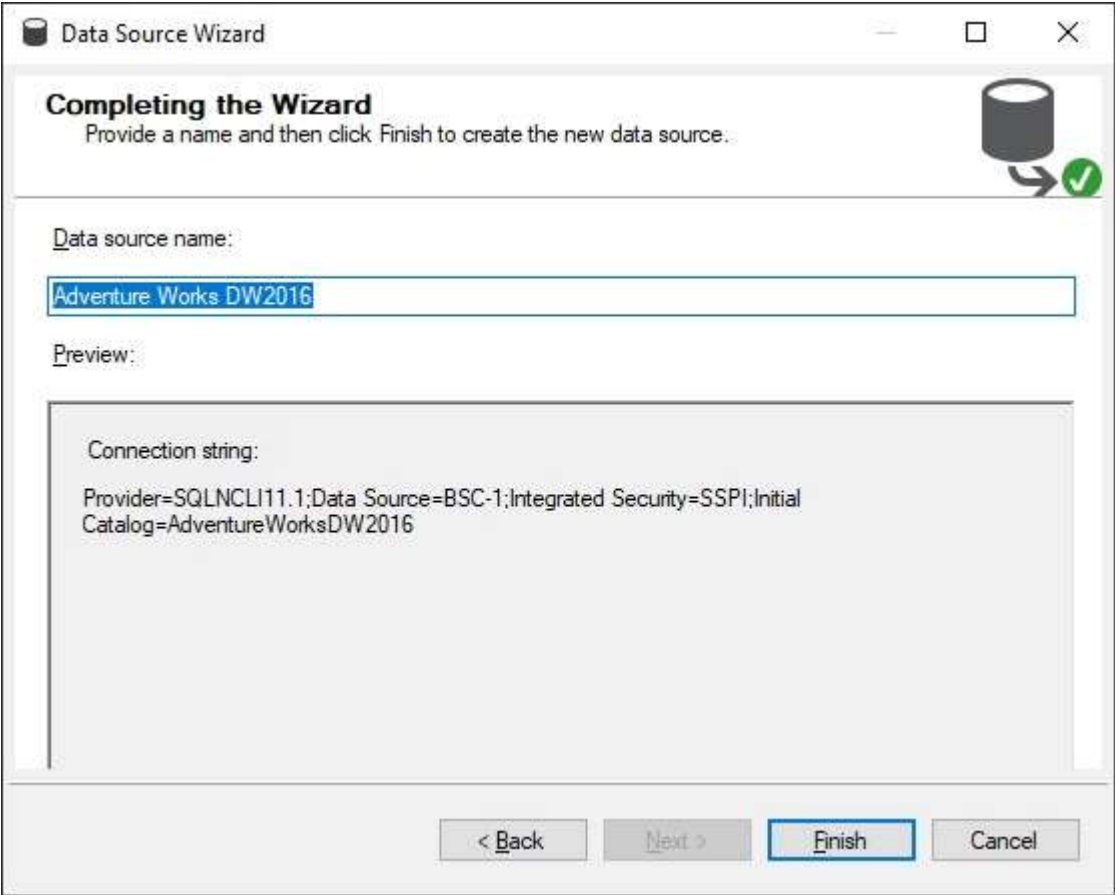 Data Source Wizard
Completing the Wizard
Provide a name and then click Finish to create the new data source.
Data source name:
Adventure Works DW2016
Preview:
Connection string:
Provider=SQLNCLI11.1;Data Source=BSC-1;Integrated Security=SSPI;Initial
Catalog=AdventureWorksDW2016
< Back Next > Finish Cancel